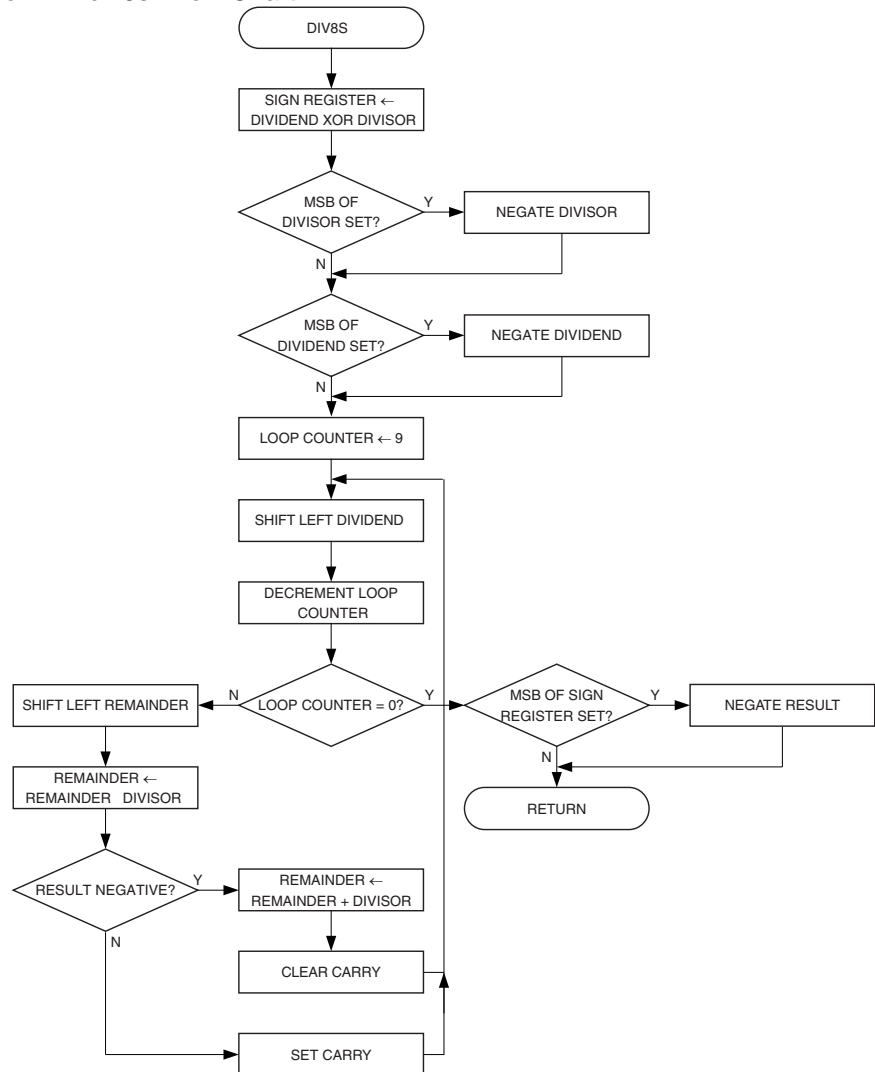 DIV8S
SIGN REGISTER ←
DIVIDEND XOR DIVISOR
MSB OF
DIVISOR SET?
Y
NEGATE DIVISOR
N
MSB OF
DIVIDEND SET?
Y
NEGATE DIVIDEND
N
LOOP COUNTER ← 9
SHIFT LEFT DIVIDEND
DECREMENT LOOP
COUNTER
LOOP COUNTER = 0?
N
Y
SHIFT LEFT REMAINDER
MSB OF SIGN
REGISTER SET?
Y
NEGATE RESULT
N
RETURN
REMAINDER ←
REMAINDER DIVISOR
RESULT NEGATIVE?
Y
REMAINDER ←
REMAINDER + DIVISOR
N
CLEAR CARRY
SET CARRY